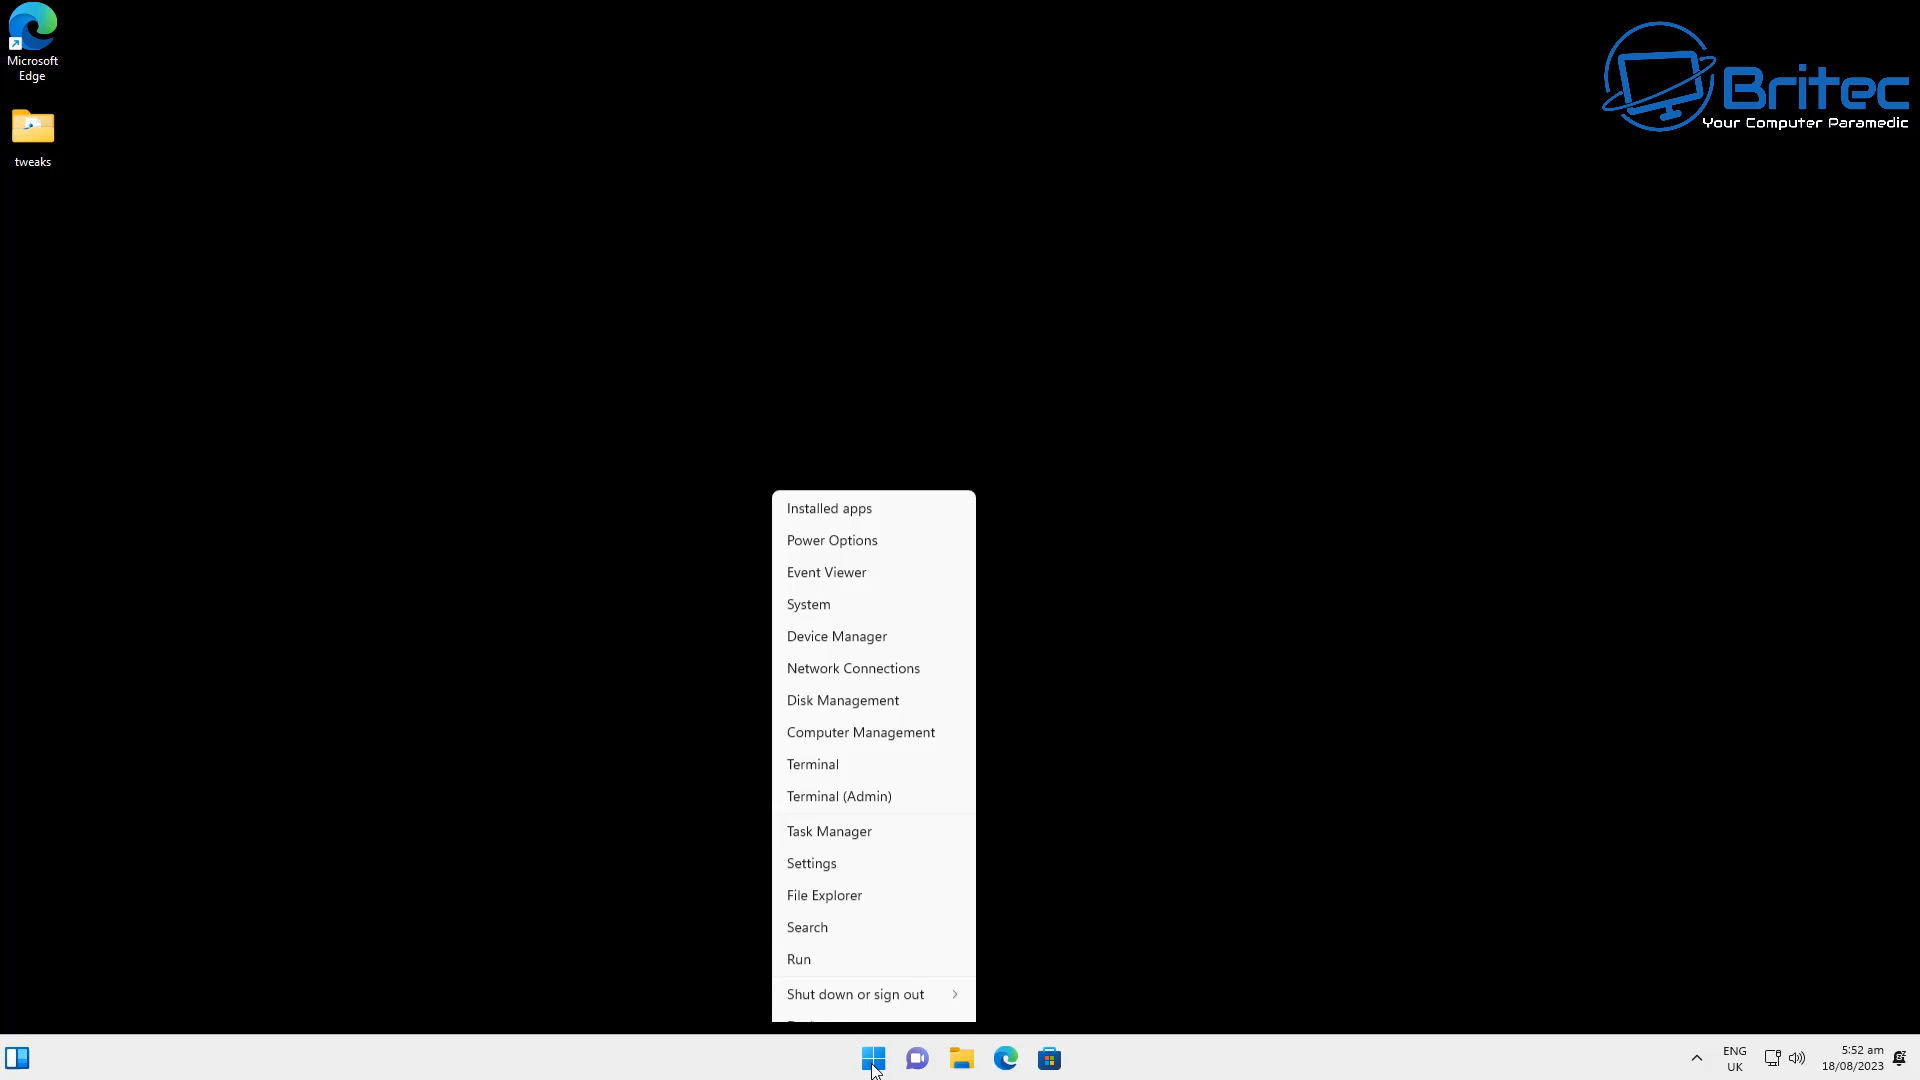 Microsoft
Edge
tweaks
Britec
Your Computer Paramedic
Installed apps
Power Options
Event Viewer
System
Device Manager
Network Connections
Disk Management
Computer Management
Terminal
Terminal (Admin)
Task Manager
Settings
File Explorer
Search
Run
Shut down or sign out
ENG
UK
5:52 am
18/08/2023